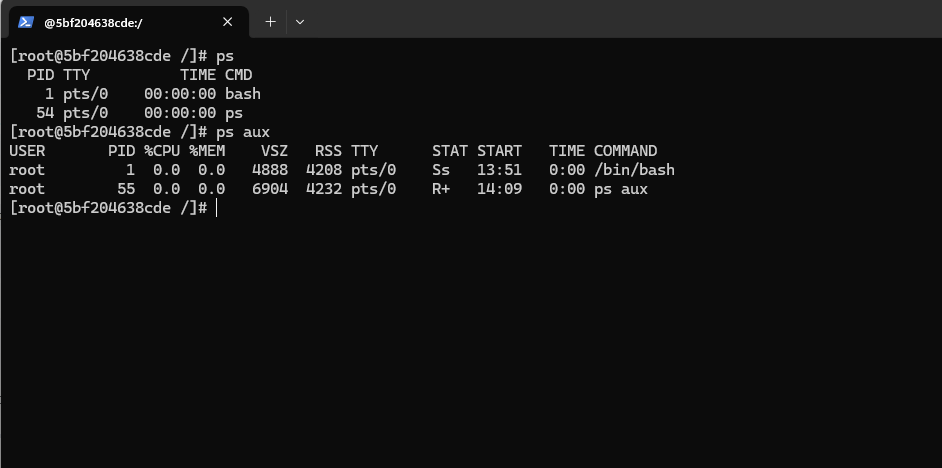 @5bf204638cde:/
[root@5bf204638cde /]# ps
  PID TTY          TIME CMD
    1 pts/0    00:00:00 bash
   54 pts/0    00:00:00 ps
[root@5bf204638cde /]# ps aux
USER       PID %CPU %MEM    VSZ   RSS TTY      STAT START   TIME COMMAND
root         1  0.0  0.0   4888  4208 pts/0    Ss   13:51   0:00 /bin/bash
root        55  0.0  0.0   6904  4232 pts/0    R+   14:09   0:00 ps aux
[root@5bf204638cde /]#